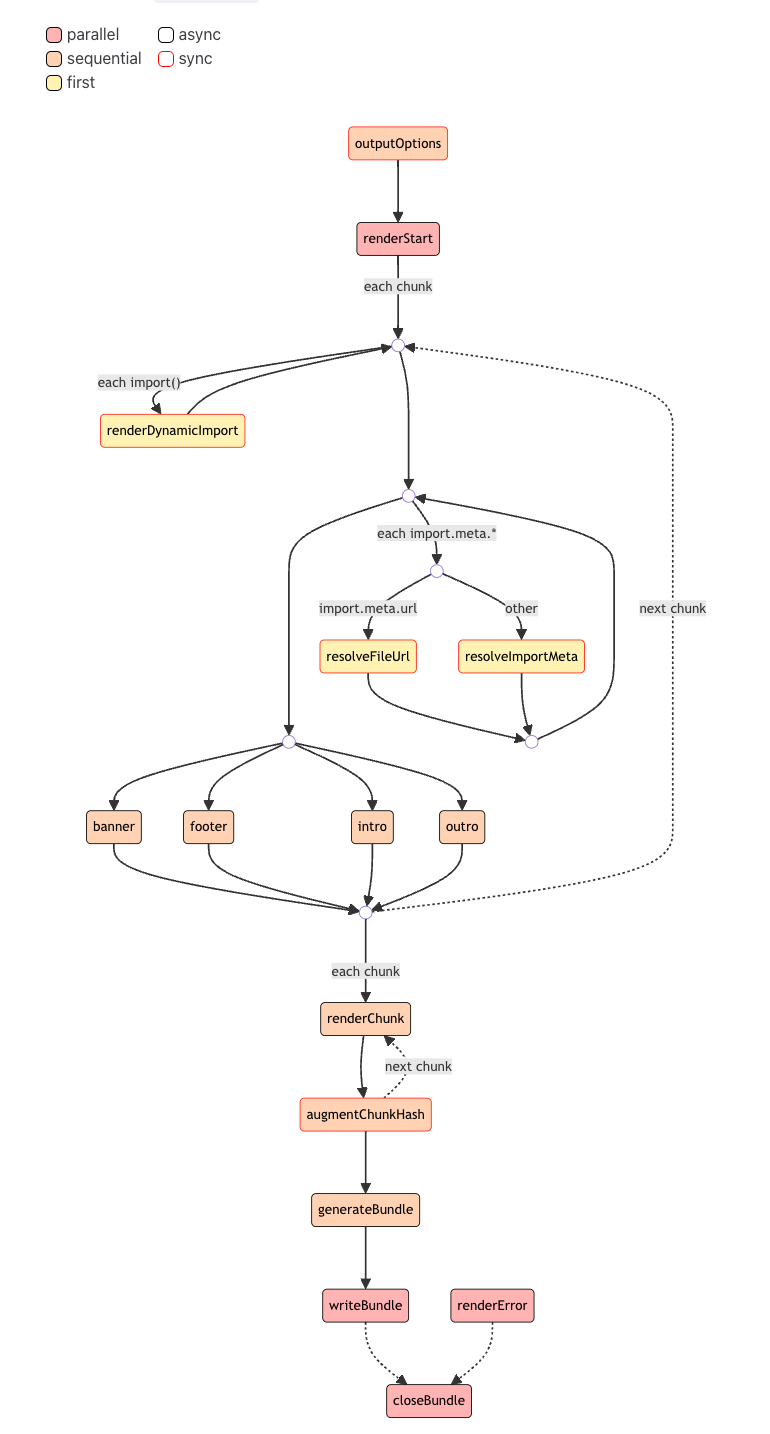 parallel
async
sequential
sync
first
outputOptions
renderStart
each chunk
each import()
renderDynamicImport
each import.meta.*
import.meta.url
other
next chunk
resolveFileUrl
resolveImportMeta
banner
footer
intro
outro
each chunk
renderChunk
next chunk
augmentChunkHash
generateBundle
writeBundle
renderError
closeBundle